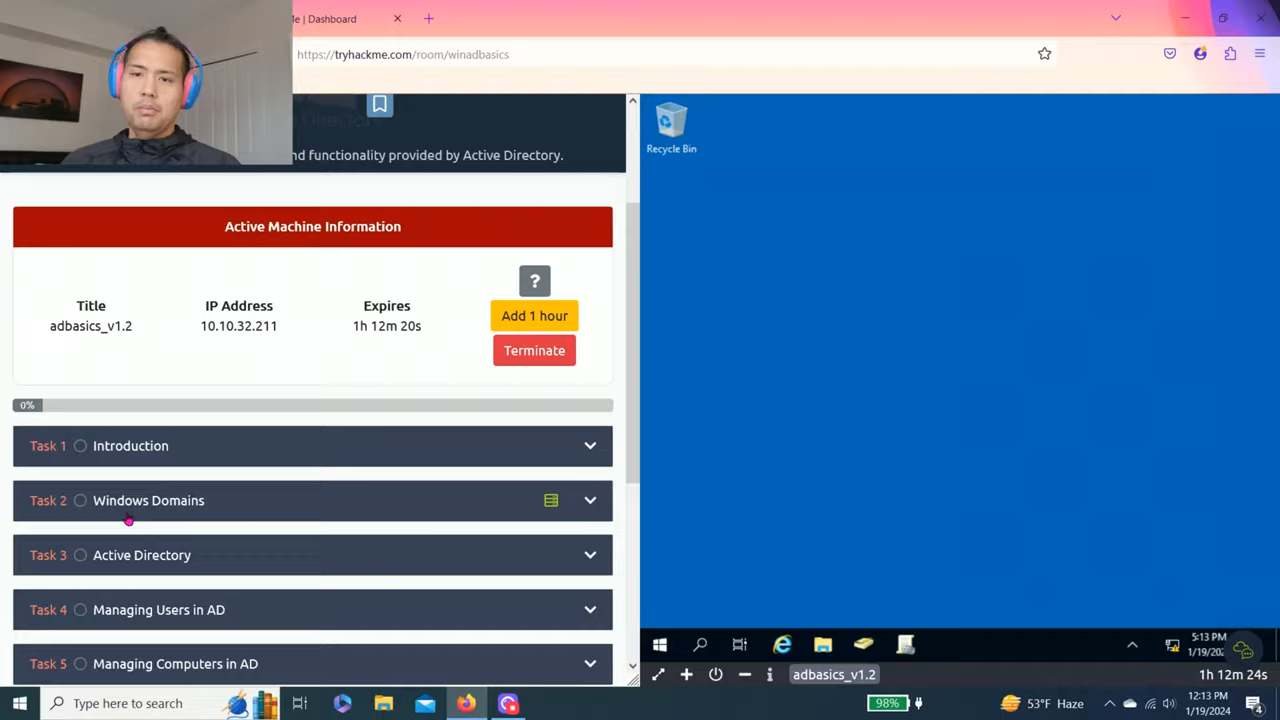 Me | Dashboard
https://tryhackme.com/room/winadbasics
nd functionality provided by Active Directory.
Recycle Bin
Active Machine Information
?
Title
IP Address
Expires
adbasics_v1.2
10.10.32.211
1h 12m 20s
Add 1 hour
Terminate
0%
Task 1 Introduction
Task 2 Windows Domains
Task 3 Active Directory
Task 4 Managing Users in AD
Task 5 Managing Computers in AD
5:13 PM
1/19/202
adbasics_v1.2
1h 12m 24s
Type here to search
98%
53°F Haze
12:13 PM
1/19/2024
4